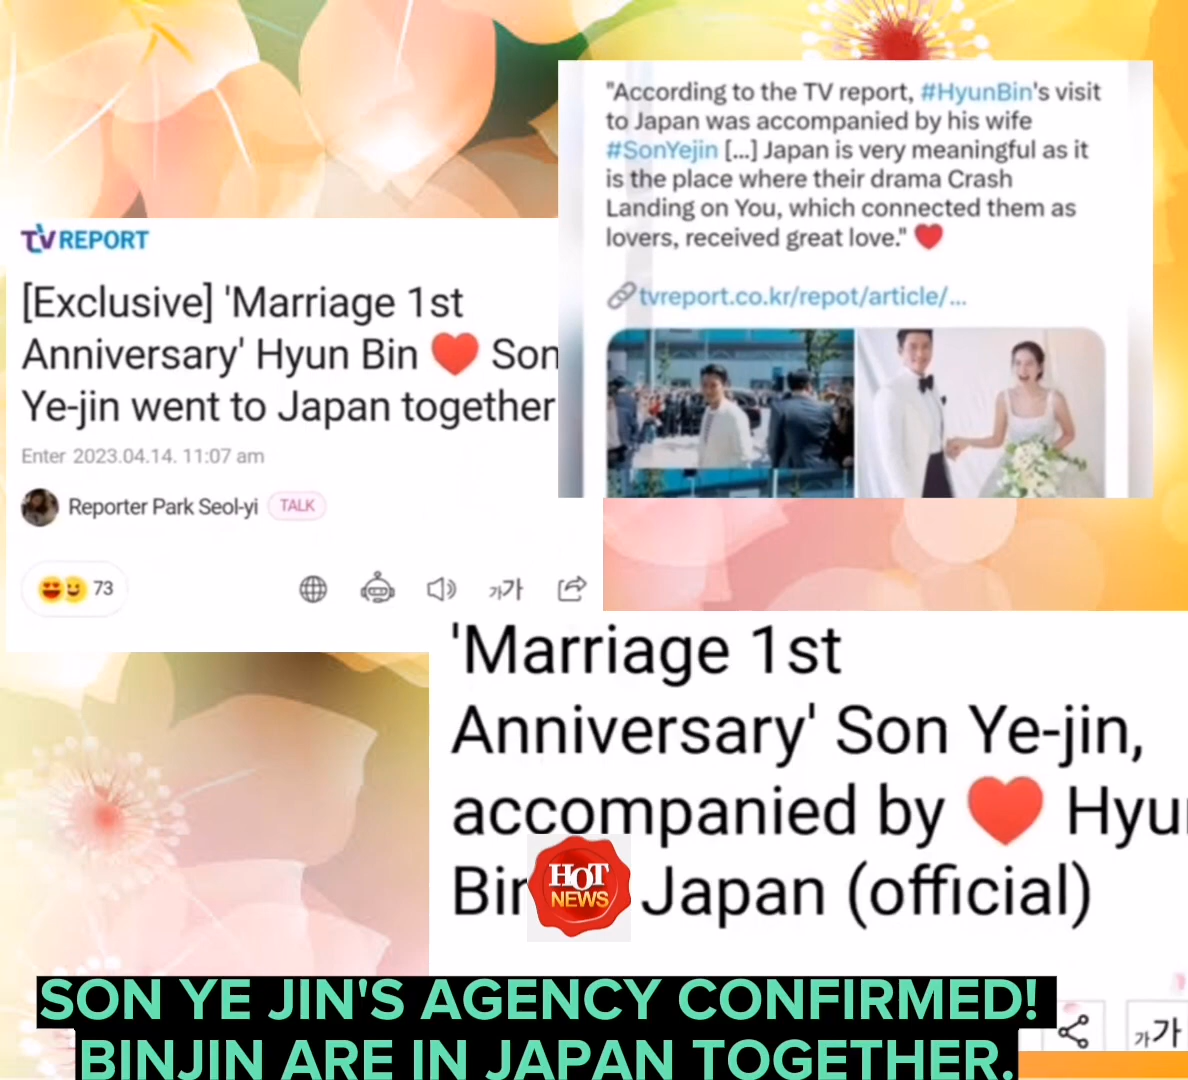 TV REPORT
[Exclusive] 'Marriage 1st
Anniversary' Hyun Bin ❤️ Son
Ye-jin went to Japan together
Enter 2023.04.14. 11:07 am
Reporter Park Seol-yi TALK
73
가가
"According to the TV report, #HyunBin's visit
to Japan was accompanied by his wife
#SonYejin [...] Japan is very meaningful as it
is the place where their drama Crash
Landing on You, which connected them as
lovers, received great love." ❤️
tvreport.co.kr/repot/article/...
'Marriage 1st
Anniversary' Son Ye-jin,
accompanied by ❤️ Hyu
Bin Japan (official)
HOT
NEWS
가가
SON YE JIN'S AGENCY CONFIRMED!
BINJIN ARE IN JAPAN TOGETHER.